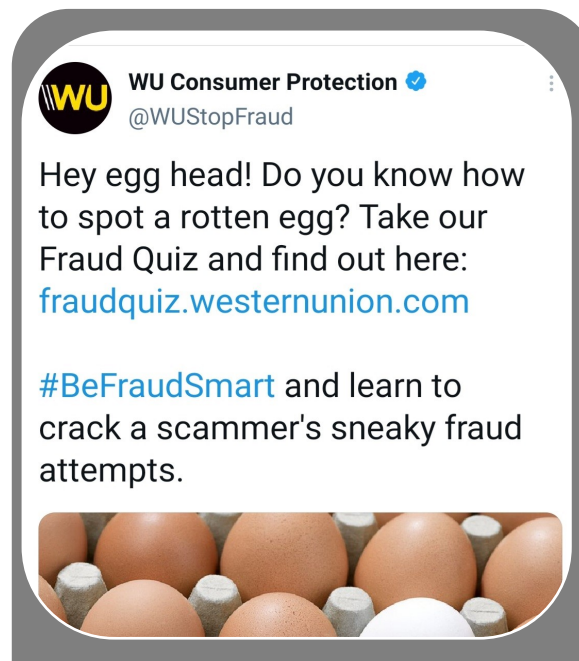 WU
WU Consumer Protection
@WUStopFraud
Hey egg head! Do you know how
to spot a rotten egg? Take our
Fraud Quiz and find out here:
fraudquiz.westernunion.com
#BeFraudSmart and learn to
crack a scammer's sneaky fraud
attempts.